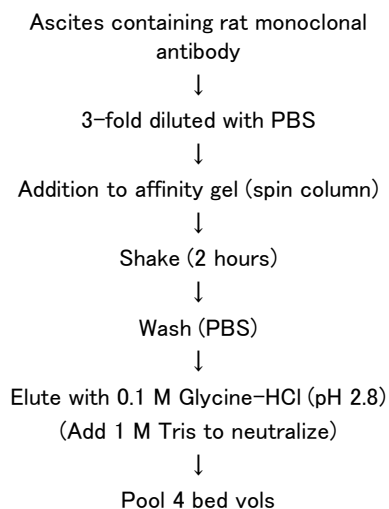 Ascites containing rat monoclonal
antibody
↓
3-fold diluted with PBS
↓
Addition to affinity gel (spin column)
↓
Shake (2 hours)
↓
Wash (PBS)
↓
Elute with 0.1 M Glycine-HCl (pH 2.8)
(Add 1 M Tris to neutralize)
↓
Pool 4 bed vols